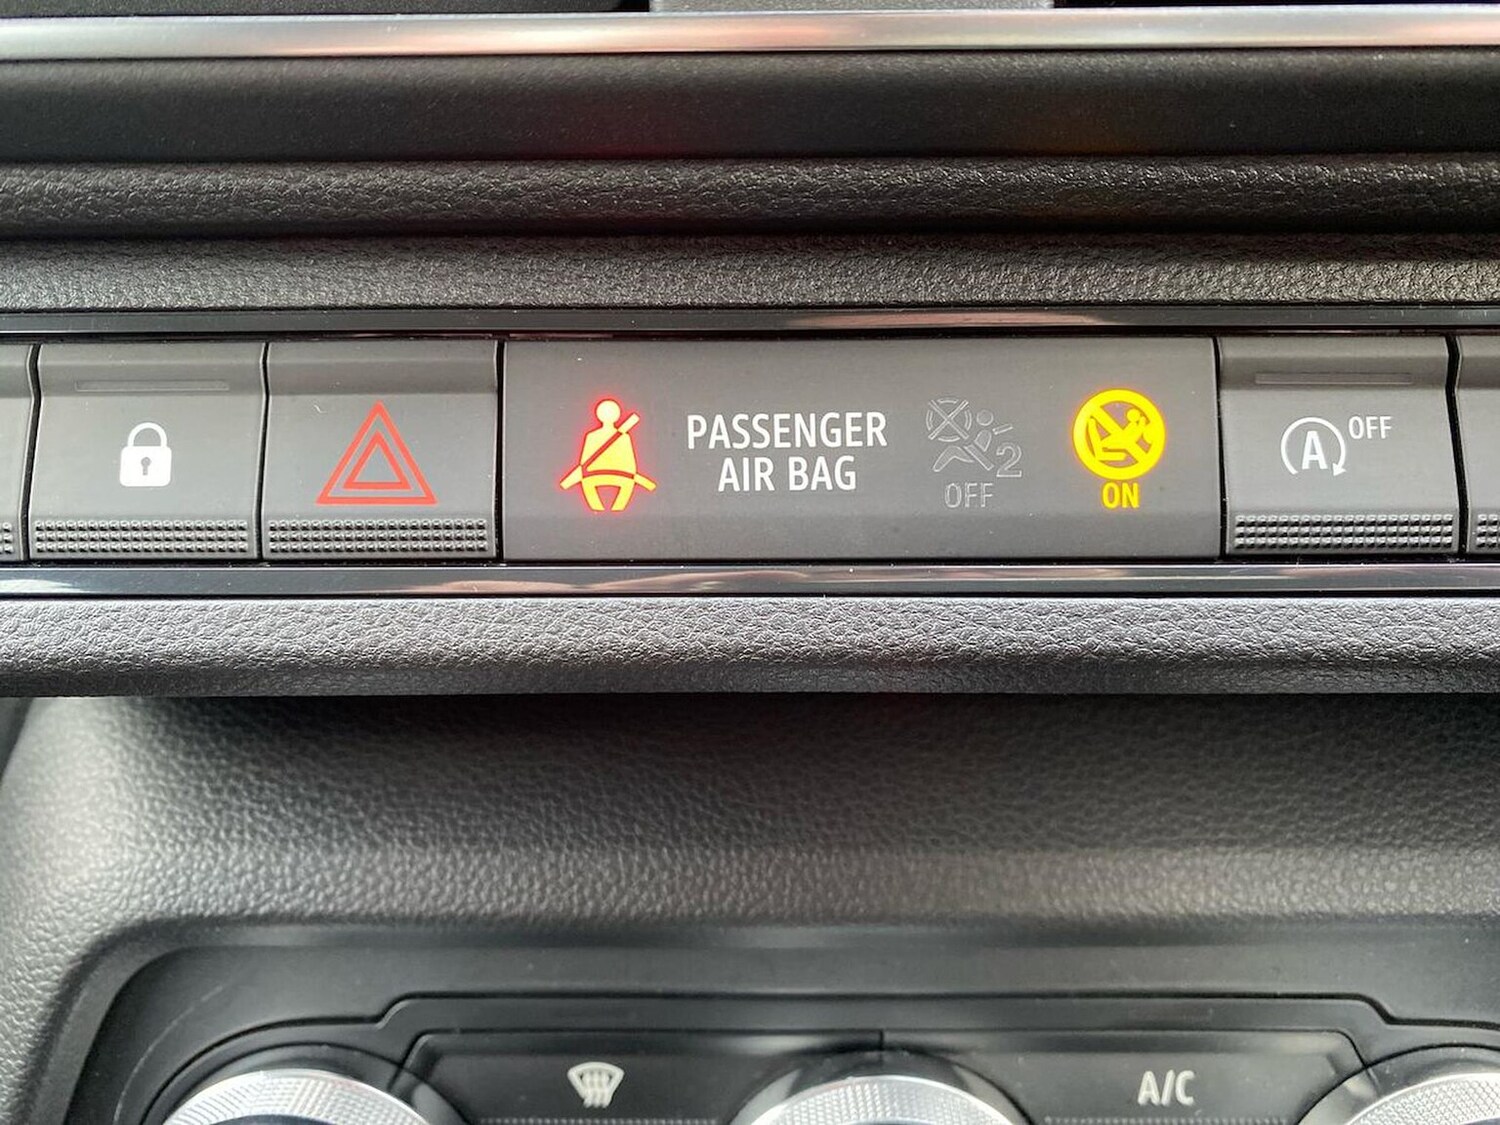 PASSENGER
AIR BAG
2
OFF
ON
A OFF
A/C